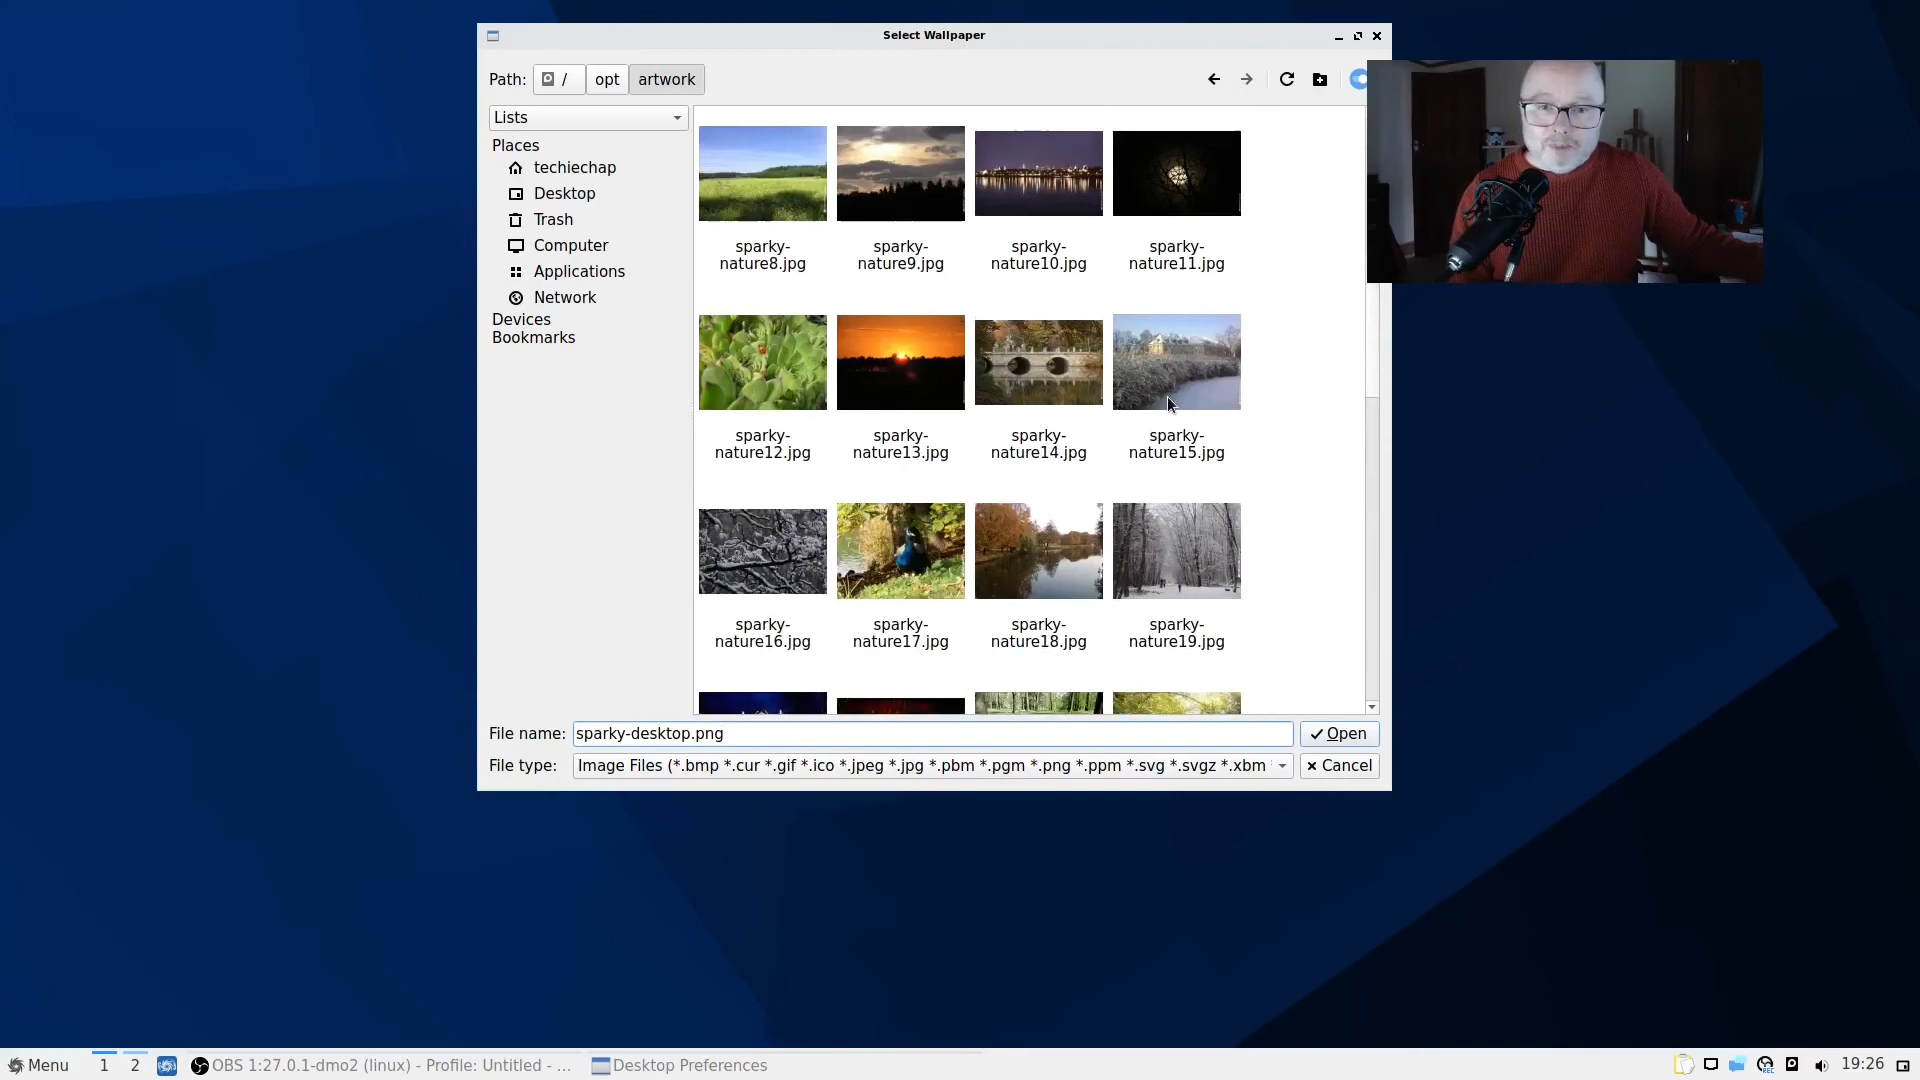 Select Wallpaper
Path:
/
opt
artwork
Lists
Places
techiechap
Desktop
Trash
Computer
Applications
Network
Devices
Bookmarks
sparky-
nature8.jpg
sparky-
nature9.jpg
sparky-
nature10.jpg
sparky-
nature11.jpg
sparky-
nature12.jpg
sparky-
nature13.jpg
sparky-
nature14.jpg
sparky-
nature15.jpg
sparky-
nature16.jpg
sparky-
nature17.jpg
sparky-
nature18.jpg
sparky-
nature19.jpg
File name: sparky-desktop.png
Open
File type: Image Files (*.bmp *.cur *.gif *.ico *.jpeg *.jpg *.pbm *.pgm *.png *.ppm *.svg *.svgz *.xbm
Cancel
Menu 1 2 OBS 1:27.0.1-dmo2 (linux) - Profile: Untitled - ... Desktop Preferences REC 19:26